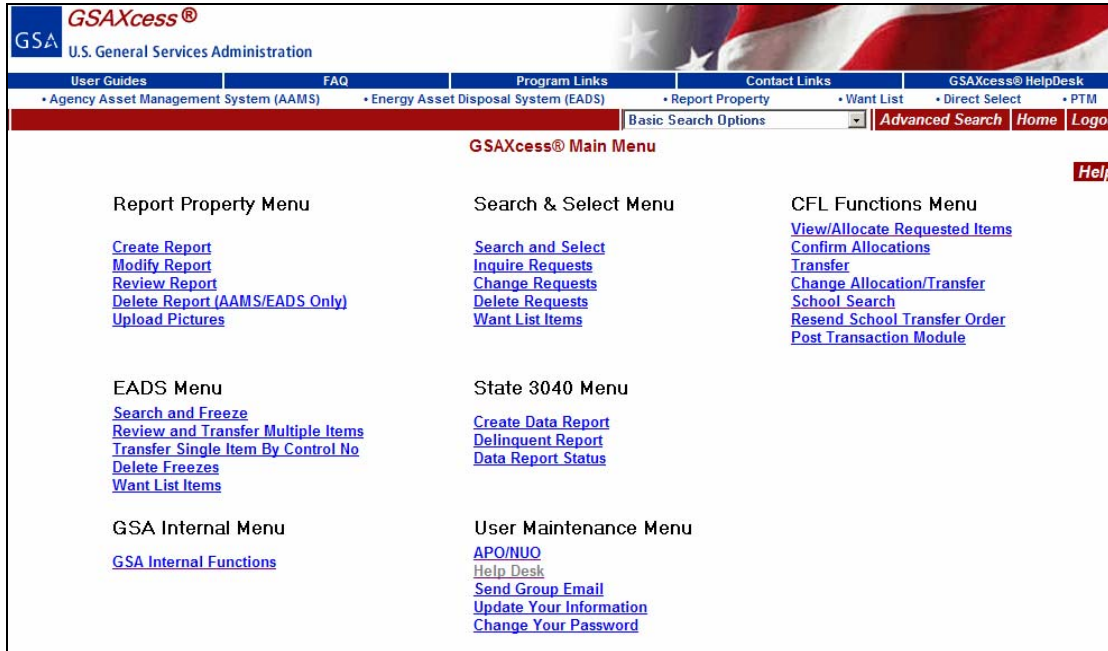 GSAXcess®
GSA
U.S. General Services Administration
User Guides FAQ Program Links Contact Links GSAXcess® HelpDesk
• Agency Asset Management System (AAMS) • Energy Asset Disposal System (EADS) • Report Property • Want List • Direct Select • PTM
Basic Search Options Advanced Search Home Logo
GSAXcess® Main Menu
Help
Report Property Menu
Create Report
Modify Report
Review Report
Delete Report (AAMS/EADS Only)
Upload Pictures
Search & Select Menu
Search and Select
Inquire Requests
Change Requests
Delete Requests
Want List Items
CFL Functions Menu
View/Allocate Requested Items
Confirm Allocations
Transfer
Change Allocation/Transfer
School Search
Resend School Transfer Order
Post Transaction Module
EADS Menu
Search and Freeze
Review and Transfer Multiple Items
Transfer Single Item By Control No
Delete Freezes
Want List Items
State 3040 Menu
Create Data Report
Delinquent Report
Data Report Status
GSA Internal Menu
GSA Internal Functions
User Maintenance Menu
APO/NUO
Help Desk
Send Group Email
Update Your Information
Change Your Password